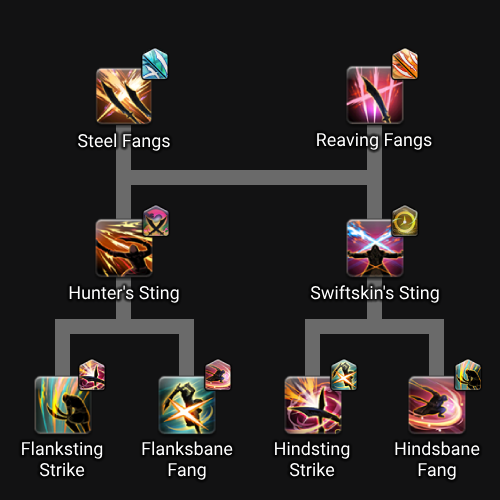 Steel Fangs
Reaving Fangs
Hunter's Sting
Swiftskin's Sting
Flanksting
Strike
Flanksbane
Fang
Hindsting
Strike
Hindsbane
Fang